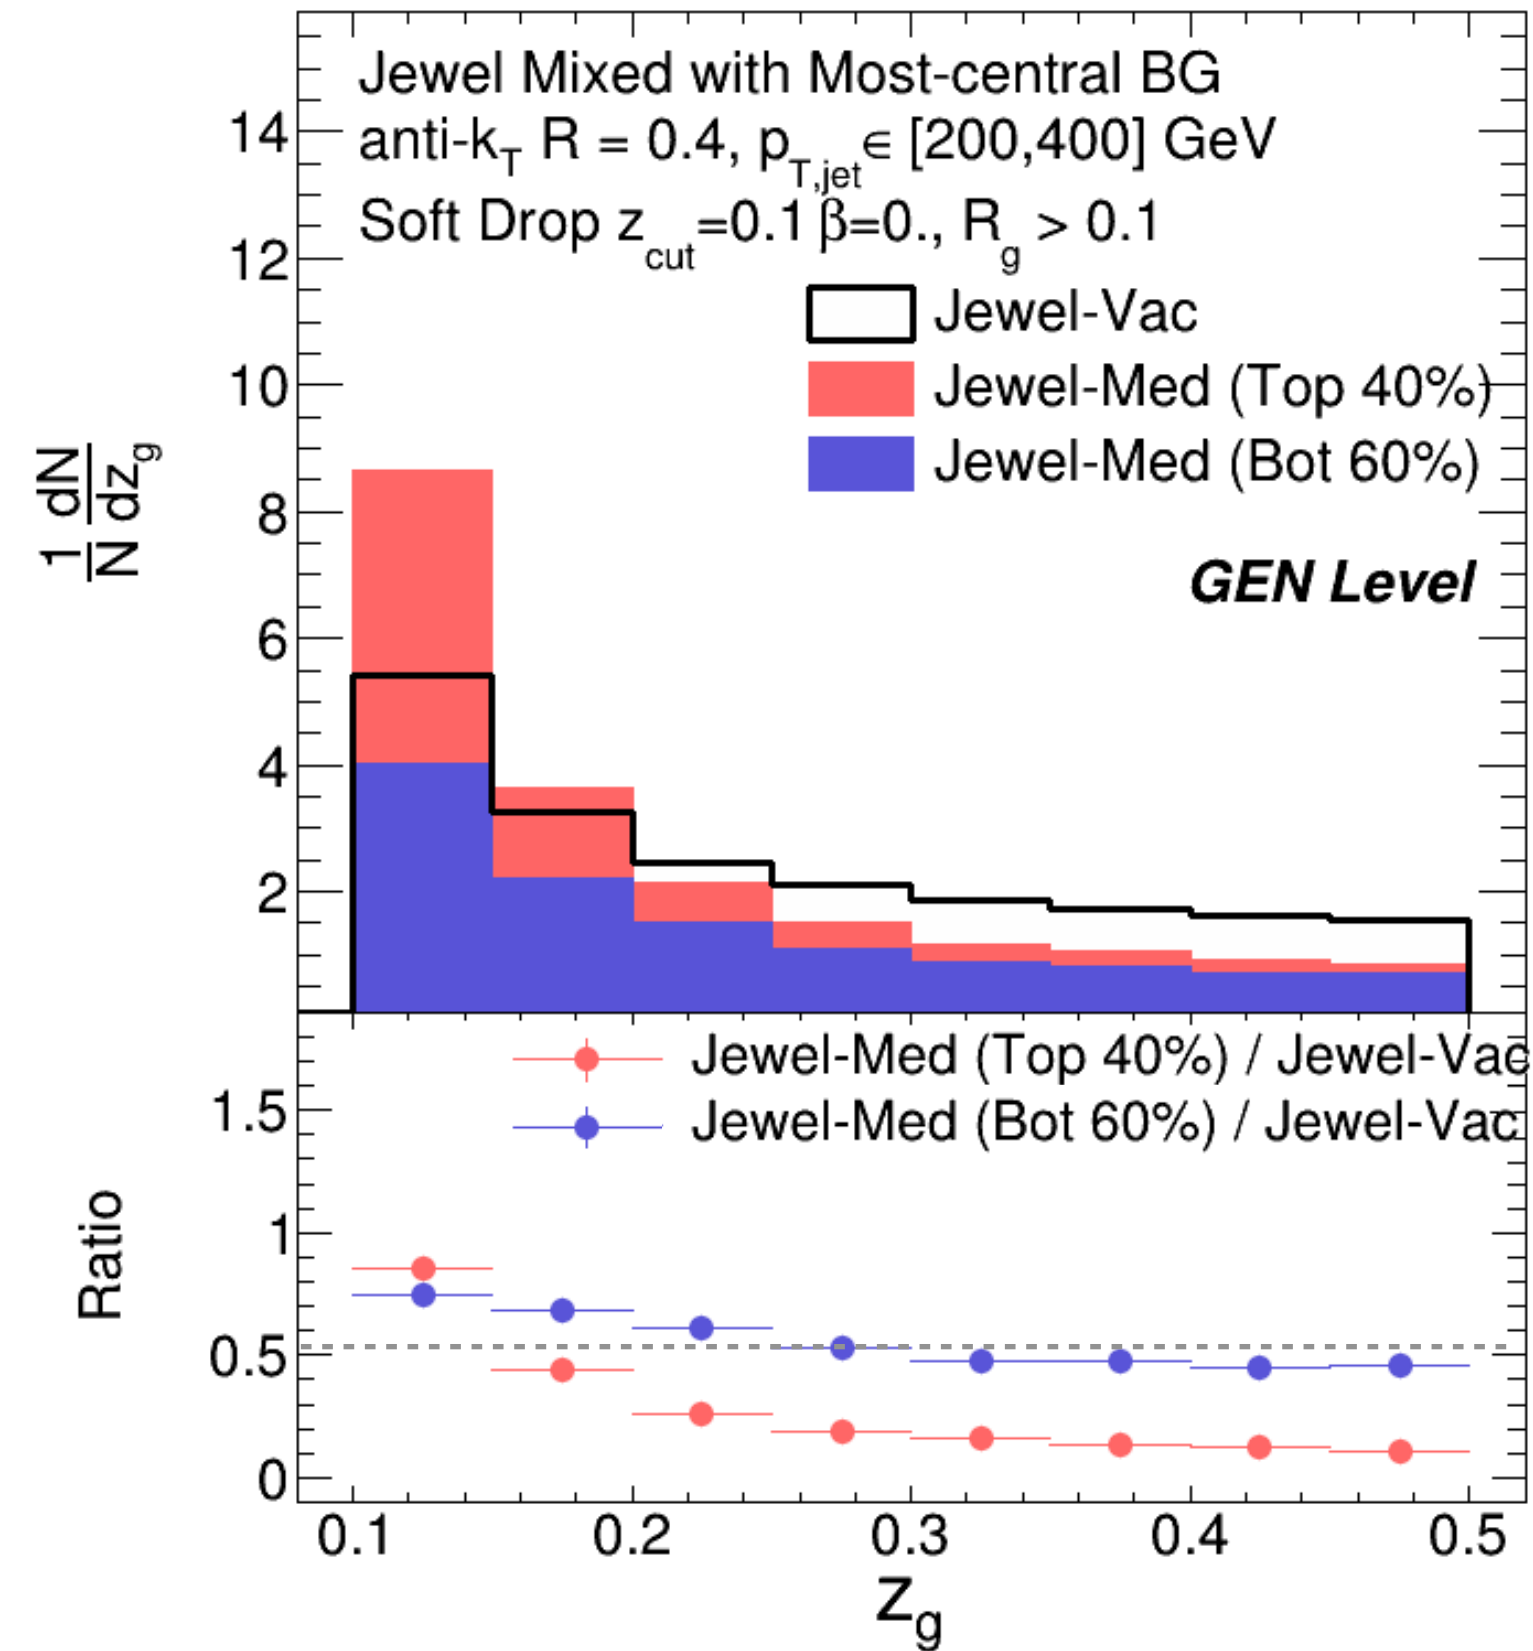 Jewel Mixed with Most-central BG
anti-kT R = 0.4, pT,jet ∈ [200,400] GeV
Soft Drop zcut=0.1 β=0., Rg > 0.1
Jewel-Vac
Jewel-Med (Top 40%)
Jewel-Med (Bot 60%)
GEN Level
1/N dN/dzg
14
12
10
8
6
4
2
Jewel-Med (Top 40%) / Jewel-Vac
Jewel-Med (Bot 60%) / Jewel-Vac
Ratio
1.5
1
0.5
0
0.1 0.2 0.3 0.4 0.5
zg